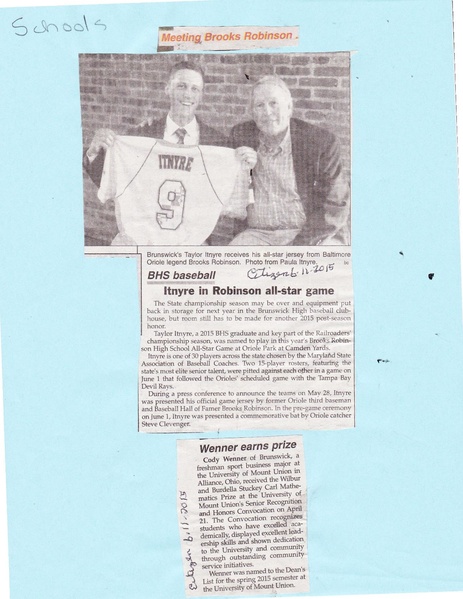 Schools
Meeting Brooks Robinson
ITNYRE
9
Brunswick's Taylor Itnyre receives his all-star jersey from Baltimore
Oriole legend Brooks Robinson. Photo from Paula Itnyre.
BHS baseball
Citizen 6-18-2015
Itnyre in Robinson all-star game
The State championship season may be over and equipment put
back in storage for next year in the Brunswick High baseball club-
house, but room still has to be made for another 2015 post-season
honor.
Taylor Itnyre, a 2015 BHS graduate and key part of the Railroaders'
championship season, was named to play in this year's Brooks Robin-
son High School All-Star Game at Oriole Park at Camden Yards.
Itnyre is one of 30 players across the state chosen by the Maryland State
Association of Baseball Coaches. Two 15-player rosters, featuring the
state's most elite senior talent, were pitted against each other in a game on
June 1 that followed the Orioles' scheduled game with the Tampa Bay
Devil Rays.
During a press conference to announce the teams on May 28, Itnyre
was presented his official game jersey by former Oriole third baseman
and Baseball Hall of Famer Brooks Robinson. In the pre-game ceremony
on June 1, Itnyre was presented a commemorative bat by Oriole catcher
Steve Clevenger.
Wenner earns prize
Cody Wenner of Brunswick, a
freshman sport business major at
the University of Mount Union in
Alliance, Ohio, received the Wilbur
and Burdella Stuckey Carl Mathe-
matics Prize at the University of
Mount Union's Senior Recognition
and Honors Convocation on April
21. The Convocation recognizes
students who have excelled aca-
demically, displayed excellent lead-
ership skills and shown dedication
to the University and community
through outstanding community
service initiatives.
Wenner was named to the Dean's
List for the spring 2015 semester at
the University of Mount Union.